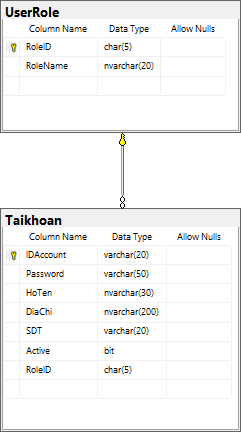 UserRole
Column Name Data Type Allow Nulls
RoleID char(5)
RoleName nvarchar(20)
Taikhoan
Column Name Data Type Allow Nulls
IDAccount varchar(20)
Password varchar(50)
HoTen nvarchar(30)
DiaChi nvarchar(200)
SDT varchar(20)
Active bit
RoleID char(5)